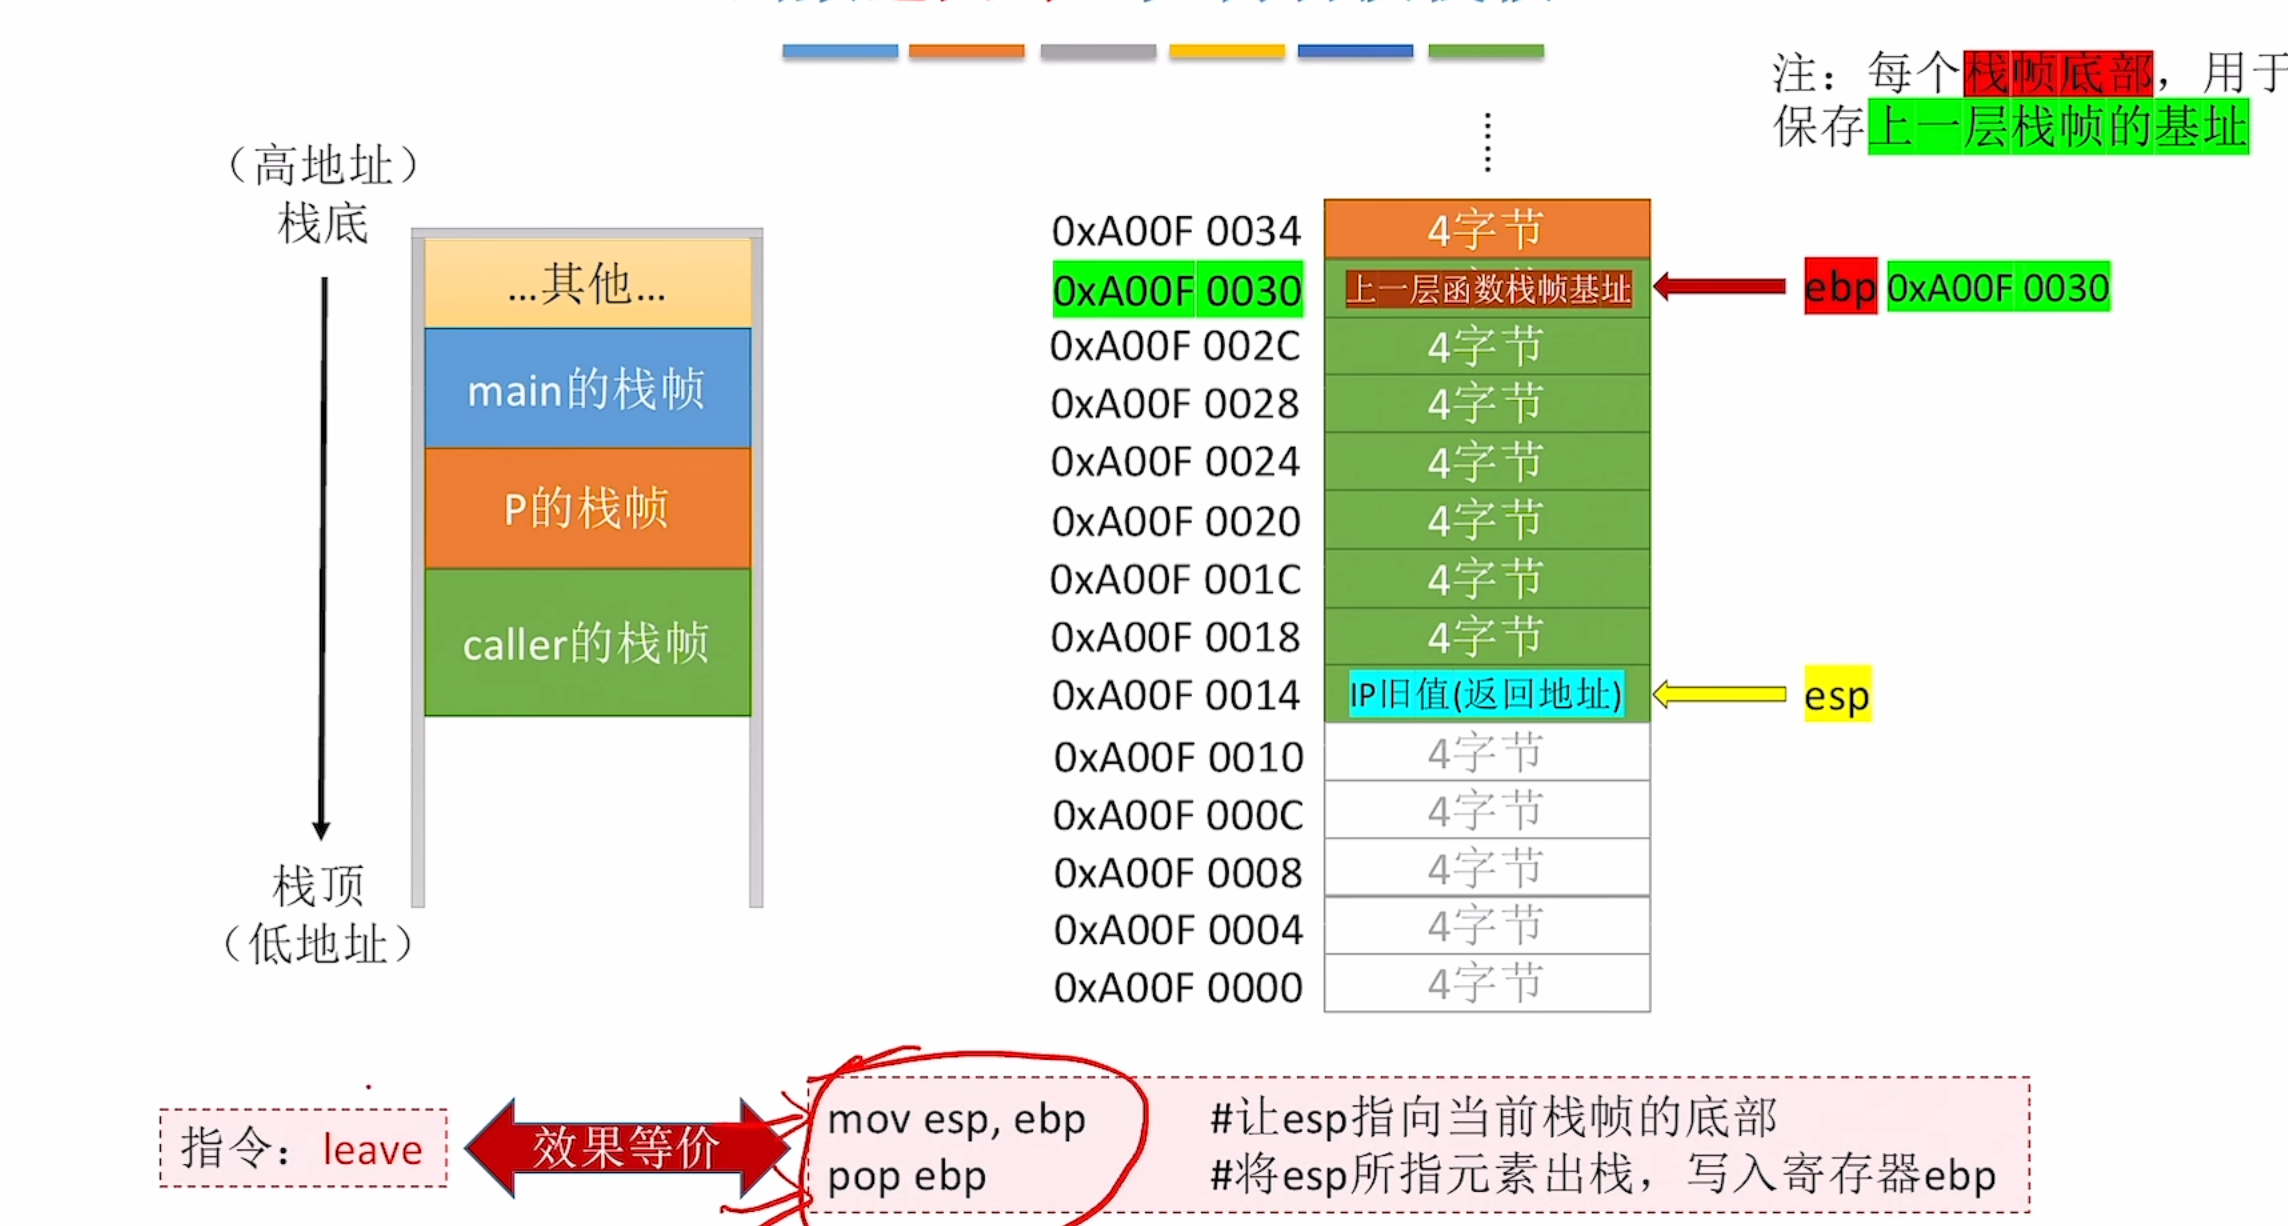 注：每个栈帧底部，用于
保存上一层栈帧的基址
（高地址）
栈底
…其他…
main的栈帧
P的栈帧
caller的栈帧
栈顶
（低地址）
0xA00F 0034 4字节
0xA00F 0030 上一层函数栈帧基址 ebp 0xA00F 0030
0xA00F 002C 4字节
0xA00F 0028 4字节
0xA00F 0024 4字节
0xA00F 0020 4字节
0xA00F 001C 4字节
0xA00F 0018 4字节
0xA00F 0014 IP旧值(返回地址) esp
0xA00F 0010 4字节
0xA00F 000C 4字节
0xA00F 0008 4字节
0xA00F 0004 4字节
0xA00F 0000 4字节
指令：leave
效果等价
mov esp, ebp #让esp指向当前栈帧的底部
pop ebp #将esp所指元素出栈，写入寄存器ebp